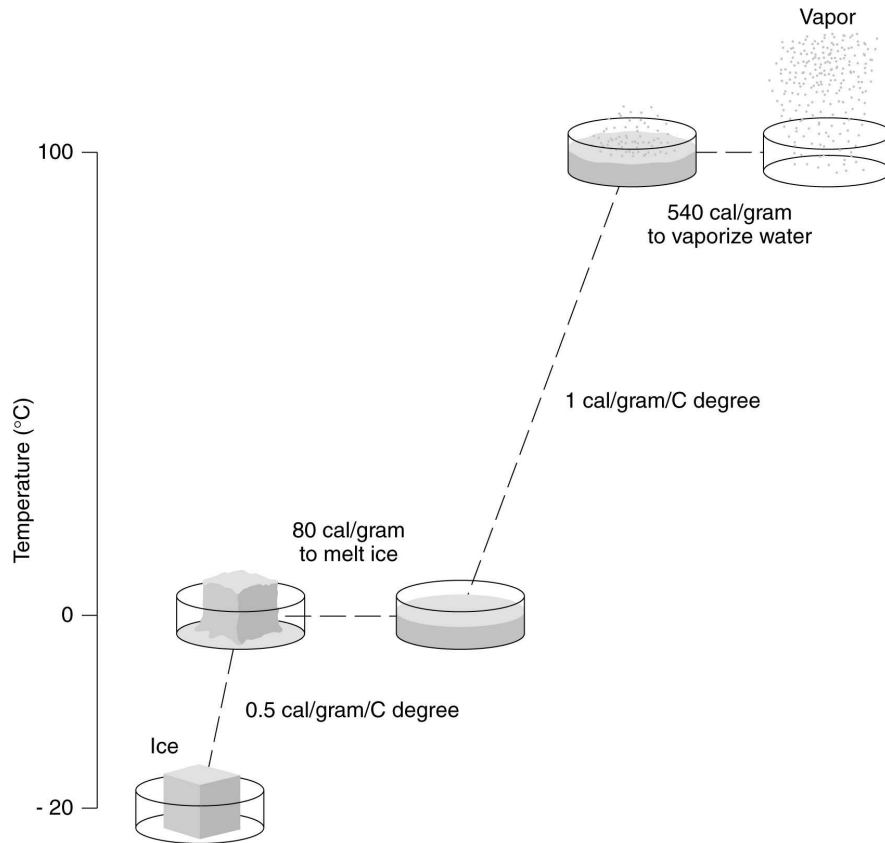 Vapor
100
540 cal/gram
to vaporize water
1 cal/gram/C degree
Temperature (°C)
80 cal/gram
to melt ice
0
0.5 cal/gram/C degree
Ice
- 20